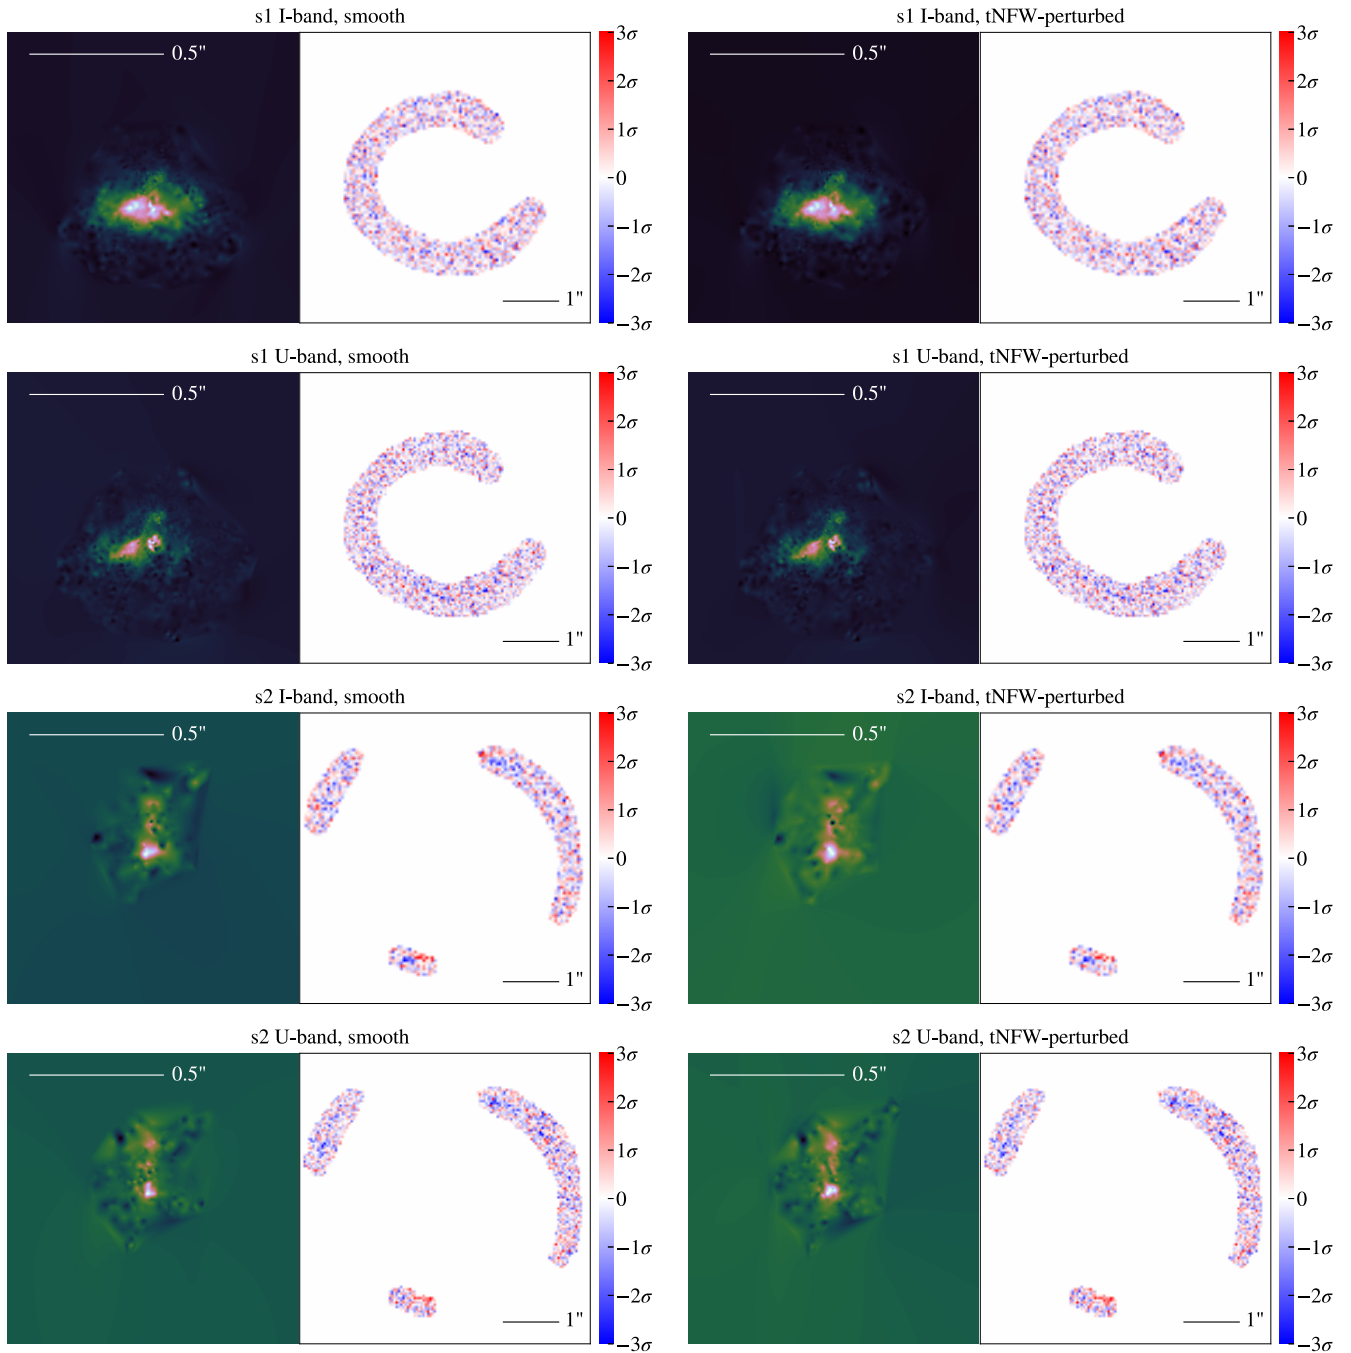 s1 I-band, smooth
0.5"
1"
3σ
2σ
1σ
0
−1σ
−2σ
−3σ
s1 I-band, tNFW-perturbed
0.5"
1"
3σ
2σ
1σ
0
−1σ
−2σ
−3σ
s1 U-band, smooth
0.5"
1"
3σ
2σ
1σ
0
−1σ
−2σ
−3σ
s1 U-band, tNFW-perturbed
0.5"
1"
3σ
2σ
1σ
0
−1σ
−2σ
−3σ
s2 I-band, smooth
0.5"
1"
3σ
2σ
1σ
0
−1σ
−2σ
−3σ
s2 I-band, tNFW-perturbed
0.5"
1"
3σ
2σ
1σ
0
−1σ
−2σ
−3σ
s2 U-band, smooth
0.5"
1"
3σ
2σ
1σ
0
−1σ
−2σ
−3σ
s2 U-band, tNFW-perturbed
0.5"
1"
3σ
2σ
1σ
0
−1σ
−2σ
−3σ